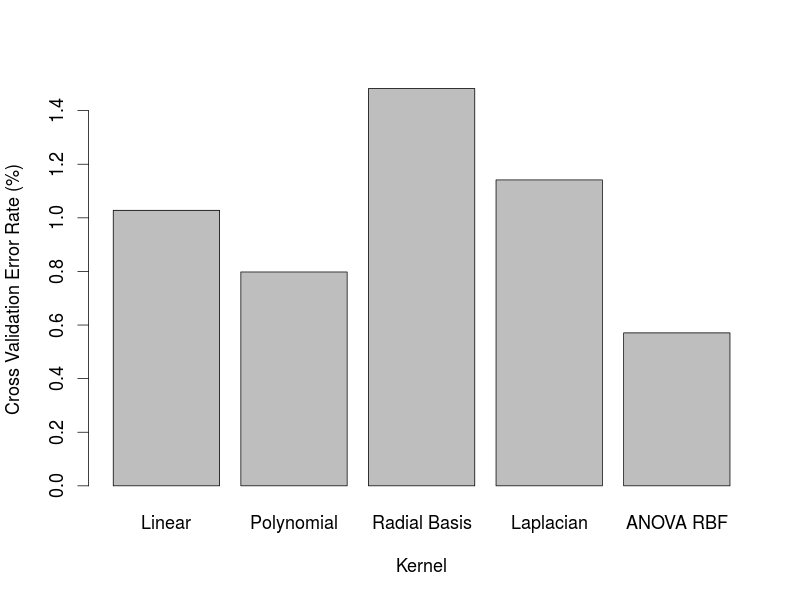 Cross Validation Error Rate (%)
1.4
1.2
1.0
0.8
0.6
0.4
0.2
0.0
Linear Polynomial Radial Basis Laplacian ANOVA RBF
Kernel